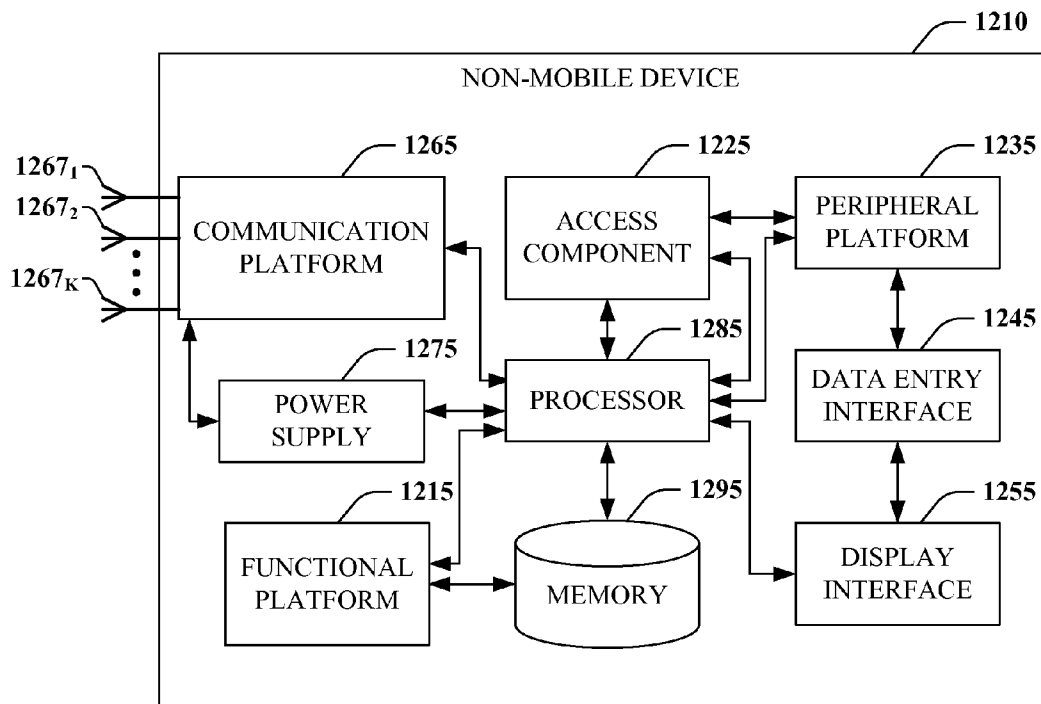 1210
NON-MOBILE DEVICE
1265
1225
1235
1267₁
1267₂
1267K
COMMUNICATION
PLATFORM
ACCESS
COMPONENT
PERIPHERAL
PLATFORM
1275
1285
1245
POWER
SUPPLY
PROCESSOR
DATA ENTRY
INTERFACE
1215
1295
1255
FUNCTIONAL
PLATFORM
MEMORY
DISPLAY
INTERFACE